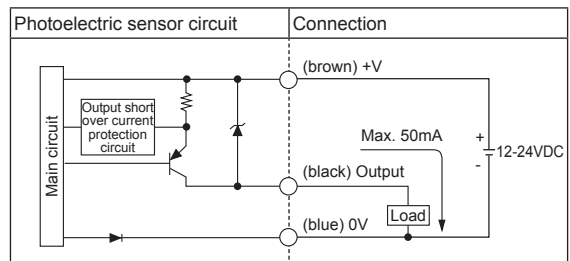 Photoelectric sensor circuit
Connection
(brown) +V
Output short
over current
protection
circuit
Main circuit
Max. 50mA
+
12-24VDC
-
(black) Output
Load
(blue) 0V